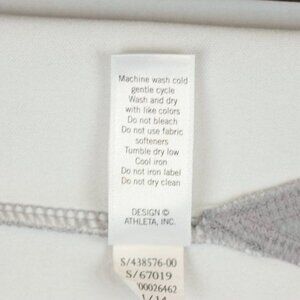 Machine wash cold
gentle cycle
Wash and dry
with like colors
Do not bleach
Do not use fabric
softeners
Tumble dry low
Cool iron
Do not iron label
Do not dry clean
DESIGN ©
ATHLETA, INC.
S/438576-00
S/67019